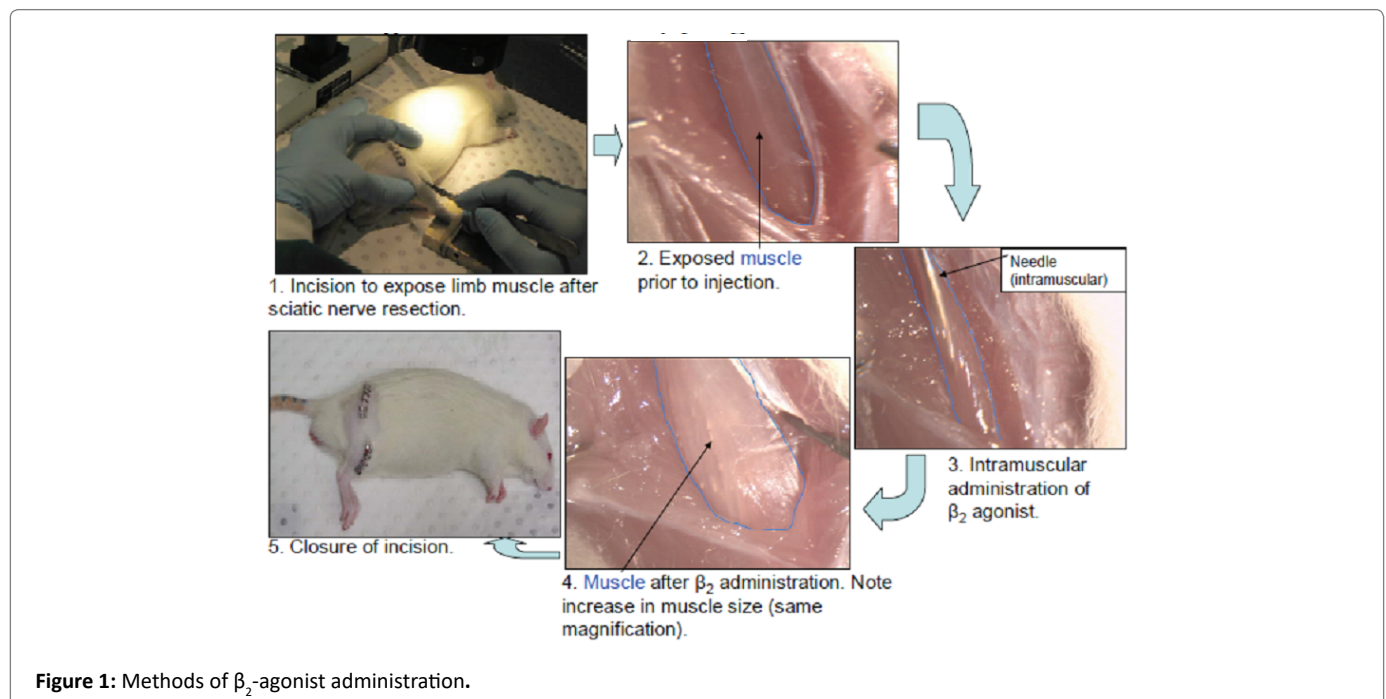 1. Incision to expose limb muscle after
sciatic nerve resection.
2. Exposed muscle
prior to injection.
Needle
(intramuscular)
3. Intramuscular
administration of
β₂ agonist.
4. Muscle after β₂ administration. Note
increase in muscle size (same
magnification).
5. Closure of incision.
Figure 1: Methods of β₂-agonist administration.